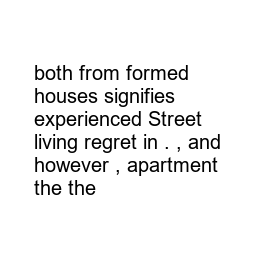 both from formed
houses signifies
experienced Street
living regret in . , and
however , apartment
the the